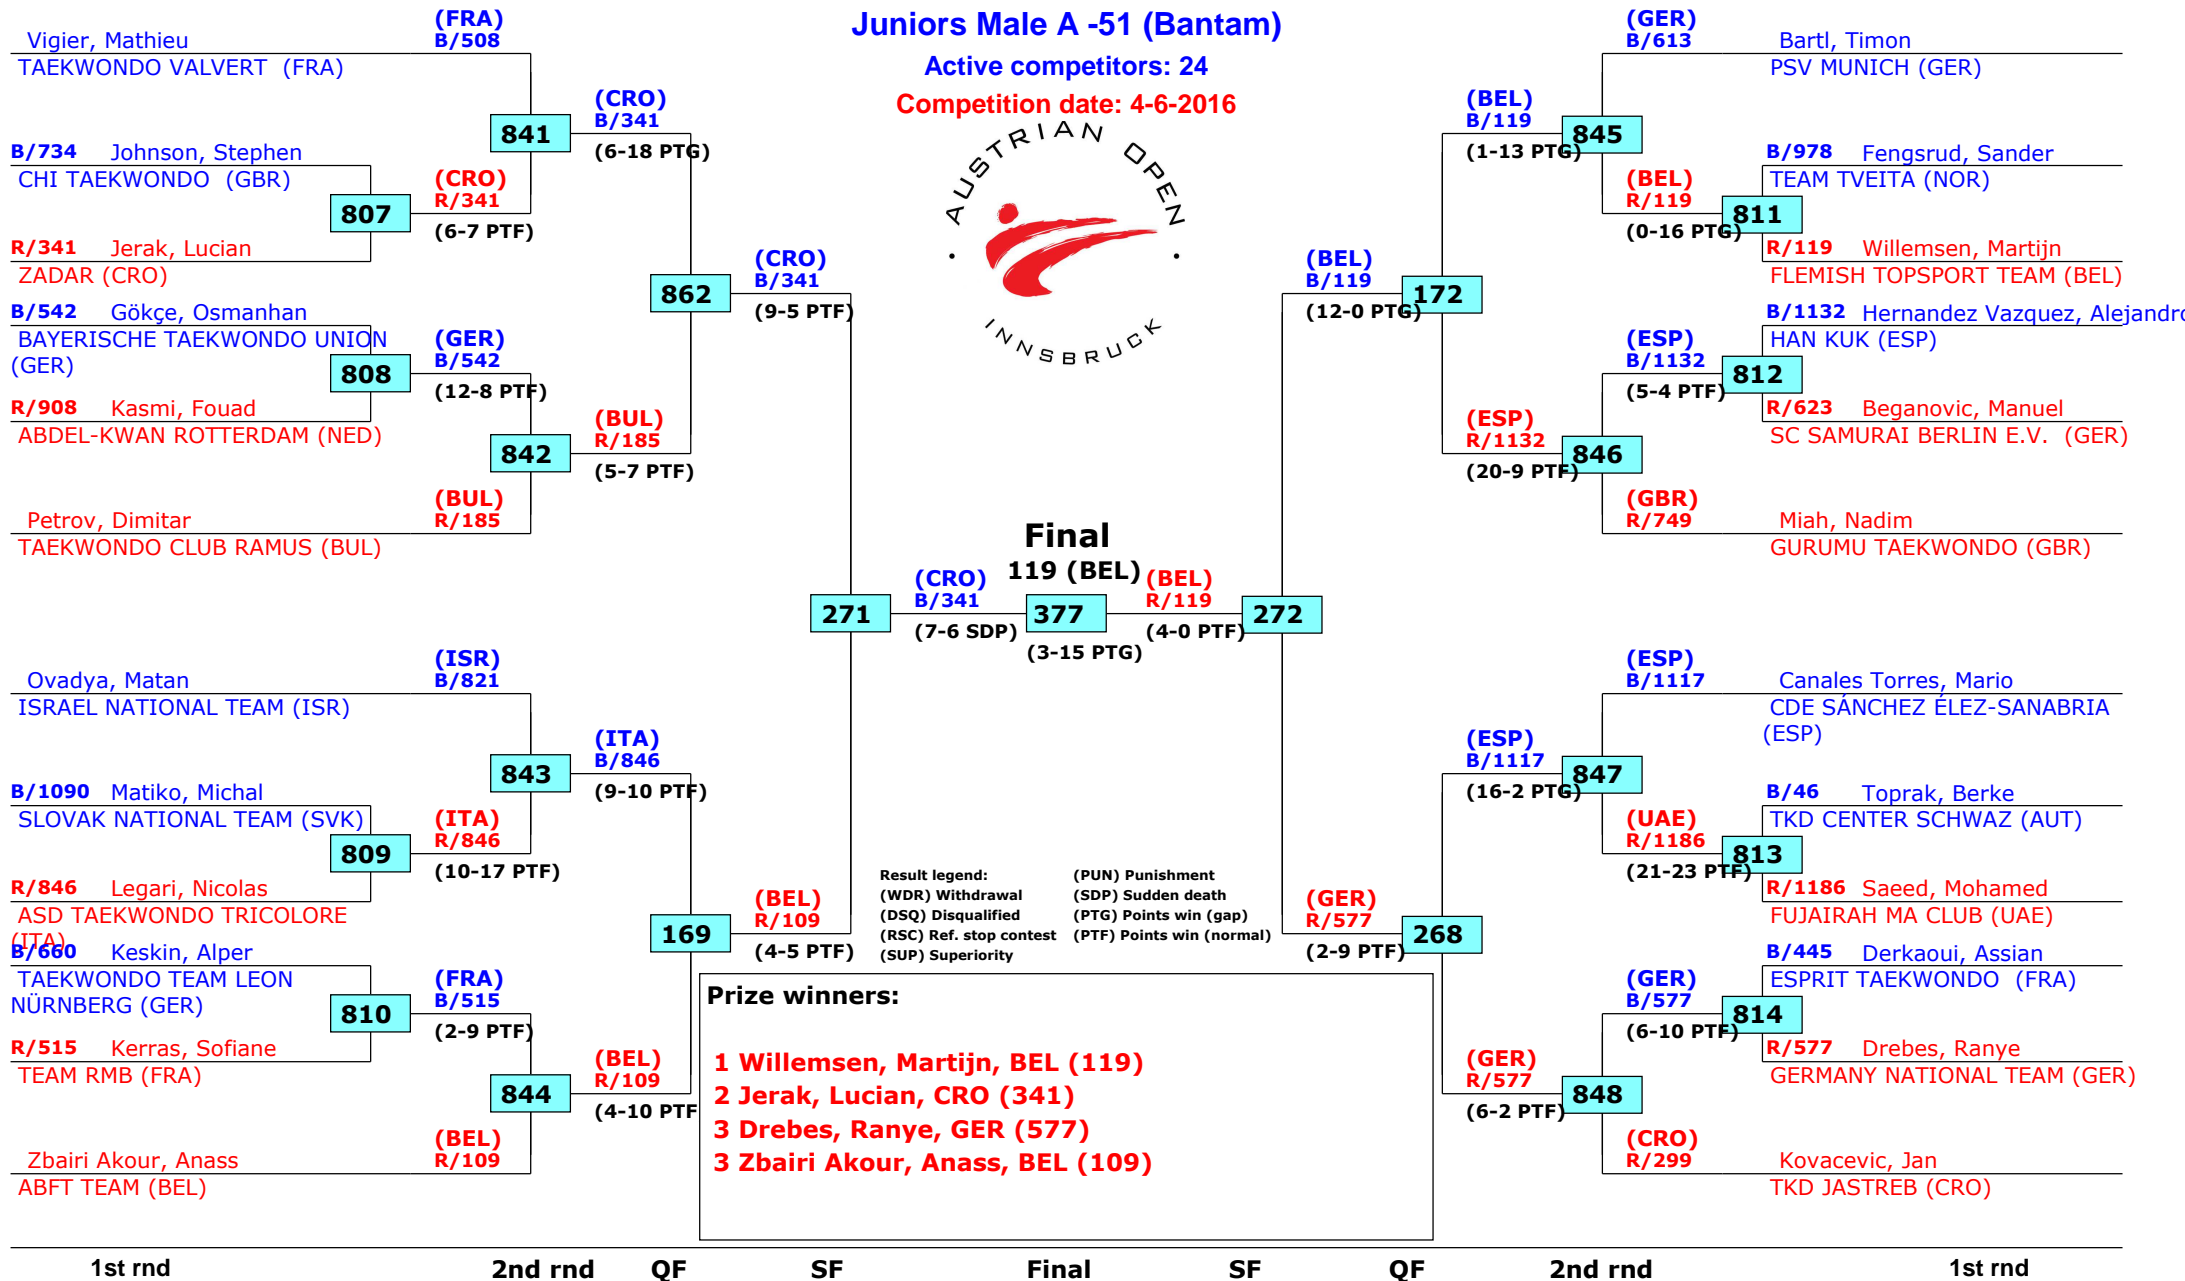 Juniors Male A -51 (Bantam)
Active competitors: 24
Competition date: 4-6-2016
AUSTRIAN OPEN
INNSBRUCK
Vigier, Mathieu
TAEKWONDO VALVERT (FRA)
(FRA)
B/508
B/734 Johnson, Stephen
CHI TAEKWONDO (GBR)
807
R/341 Jerak, Lucian
ZADAR (CRO)
(CRO)
R/341
(6-7 PTF)
841
(CRO)
B/341
(6-18 PTG)
B/542 Gökçe, Osmanhan
BAYERISCHE TAEKWONDO UNION
(GER)
808
R/908 Kasmi, Fouad
ABDEL-KWAN ROTTERDAM (NED)
(GER)
B/542
(12-8 PTF)
842
Petrov, Dimitar
TAEKWONDO CLUB RAMUS (BUL)
(BUL)
R/185
(BUL)
R/185
(5-7 PTF)
862
(CRO)
B/341
(9-5 PTF)
Ovadya, Matan
ISRAEL NATIONAL TEAM (ISR)
(ISR)
B/821
B/1090 Matiko, Michal
SLOVAK NATIONAL TEAM (SVK)
809
R/846 Legari, Nicolas
ASD TAEKWONDO TRICOLORE
(ITA)
(ITA)
R/846
(10-17 PTF)
843
(ITA)
B/846
(9-10 PTF)
B/660 Keskin, Alper
TAEKWONDO TEAM LEON
NÜRNBERG (GER)
810
R/515 Kerras, Sofiane
TEAM RMB (FRA)
(FRA)
B/515
(2-9 PTF)
844
Zbairi Akour, Anass
ABFT TEAM (BEL)
(BEL)
R/109
(BEL)
R/109
(4-10 PTF
169
(BEL)
R/109
(4-5 PTF)
271
(CRO)
B/341
(7-6 SDP)
Final
119 (BEL)
377
(3-15 PTG)
(BEL)
R/119
(4-0 PTF)
272
(BEL)
B/119
(12-0 PTG)
172
(BEL)
B/119
(1-13 PTG)
845
(GER)
B/613
Bartl, Timon
PSV MUNICH (GER)
B/978 Fengsrud, Sander
TEAM TVEITA (NOR)
(BEL)
R/119
(0-16 PTG)
811
R/119 Willemsen, Martijn
FLEMISH TOPSPORT TEAM (BEL)
B/1132 Hernandez Vazquez, Alejandro
HAN KUK (ESP)
(ESP)
B/1132
(5-4 PTF)
812
R/623 Beganovic, Manuel
SC SAMURAI BERLIN E.V. (GER)
(ESP)
R/1132
(20-9 PTF)
846
(GBR)
R/749
Miah, Nadim
GURUMU TAEKWONDO (GBR)
(ESP)
B/1117
Canales Torres, Mario
CDE SÁNCHEZ ÉLEZ-SANABRIA
(ESP)
(ESP)
B/1117
(16-2 PTG)
847
B/46 Toprak, Berke
TKD CENTER SCHWAZ (AUT)
(UAE)
R/1186
(21-23 PTF)
813
R/1186 Saeed, Mohamed
FUJAIRAH MA CLUB (UAE)
(GER)
R/577
(2-9 PTF)
268
B/445 Derkaoui, Assian
ESPRIT TAEKWONDO (FRA)
(GER)
B/577
(6-10 PTF)
814
R/577 Drebes, Ranye
GERMANY NATIONAL TEAM (GER)
(GER)
R/577
(6-2 PTF)
848
(CRO)
R/299
Kovacevic, Jan
TKD JASTREB (CRO)
Result legend:
(WDR) Withdrawal
(DSQ) Disqualified
(RSC) Ref. stop contest
(SUP) Superiority
(PUN) Punishment
(SDP) Sudden death
(PTG) Points win (gap)
(PTF) Points win (normal)
Prize winners:
1 Willemsen, Martijn, BEL (119)
2 Jerak, Lucian, CRO (341)
3 Drebes, Ranye, GER (577)
3 Zbairi Akour, Anass, BEL (109)
1st rnd 2nd rnd QF SF Final SF QF 2nd rnd 1st rnd